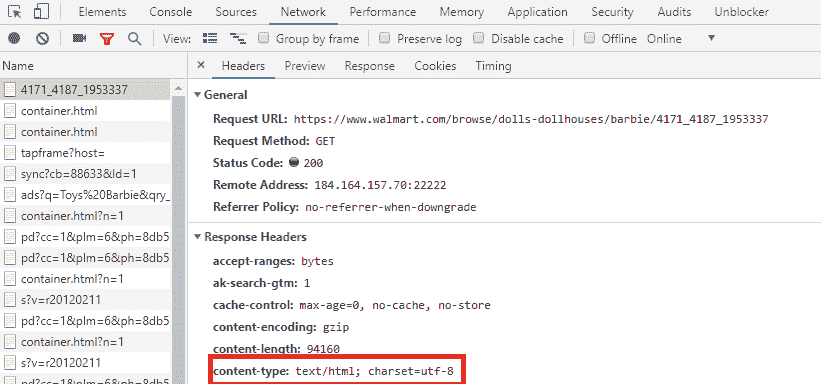 Elements Console Sources Network Performance Memory Application Security Audits Unblocker
View: Group by frame Preserve log Disable cache Offline Online
Name
× Headers Preview Response Cookies Timing
4171_4187_1953337
container.html
container.html
tapframe?host=
sync?cb=88633&ld=1
ads?q=Toys%20Barbie&qry_
container.html?n=1
pd?cc=1&plm=6&ph=8db5
pd?cc=1&plm=6&ph=8db5
container.html?n=1
s?v=r20120211
pd?cc=1&plm=6&ph=8db5
container.html?n=1
s?v=r20120211
pd?cc=1&plm=6&ph=8db5
General
Request URL: https://www.walmart.com/browse/dolls-dollhouses/barbie/4171_4187_1953337
Request Method: GET
Status Code: 200
Remote Address: 184.164.157.70:22222
Referrer Policy: no-referrer-when-downgrade
Response Headers
accept-ranges: bytes
ak-search-gtm: 1
cache-control: max-age=0, no-cache, no-store
content-encoding: gzip
content-length: 94160
content-type: text/html; charset=utf-8